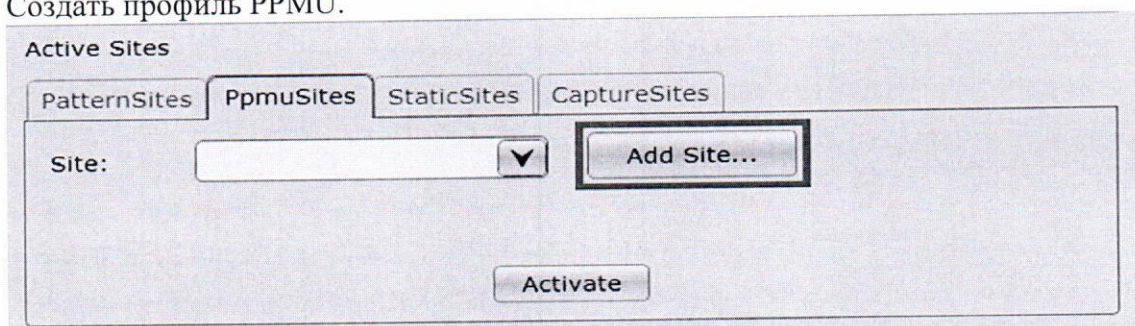 Создать профиль PPMU.
Active Sites
PatternSites PpmuSites StaticSites CaptureSites
Site: Add Site...
Activate